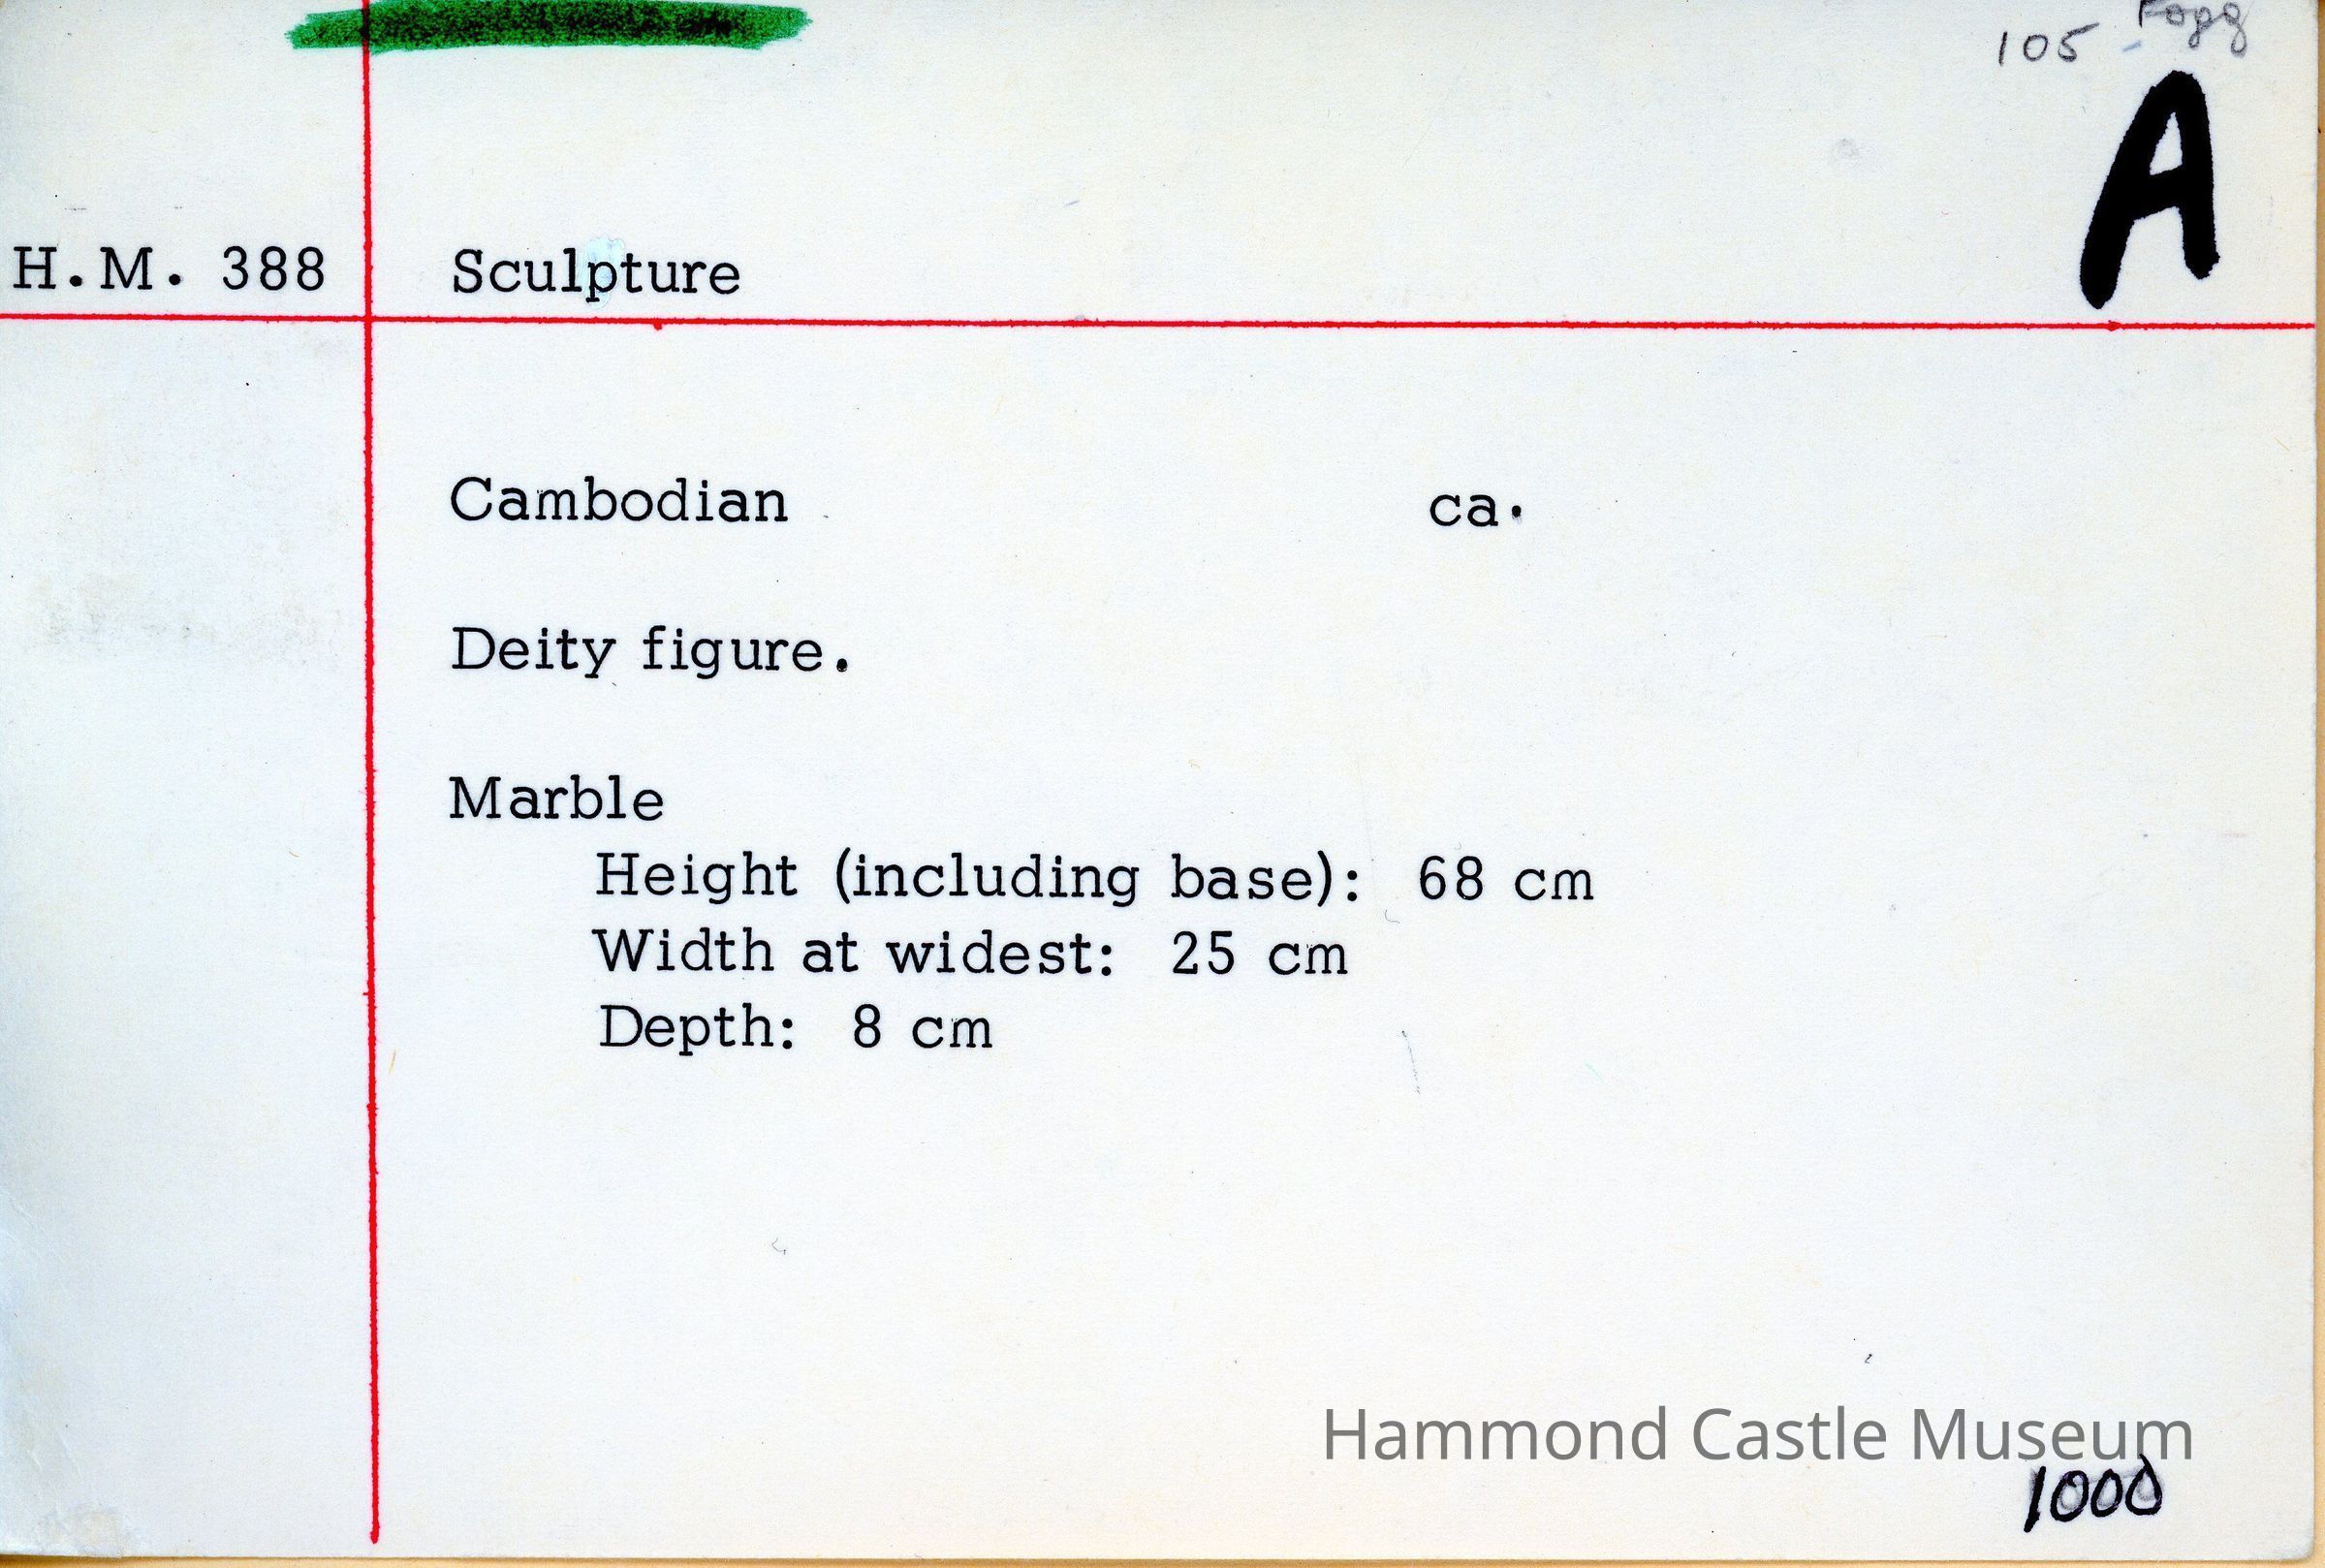 105 - Fogg
A
H.M. 388 Sculpture
Cambodian ca.
Deity figure.
Marble
Height (including base): 68 cm
Width at widest: 25 cm
Depth: 8 cm
Hammond Castle Museum
1000